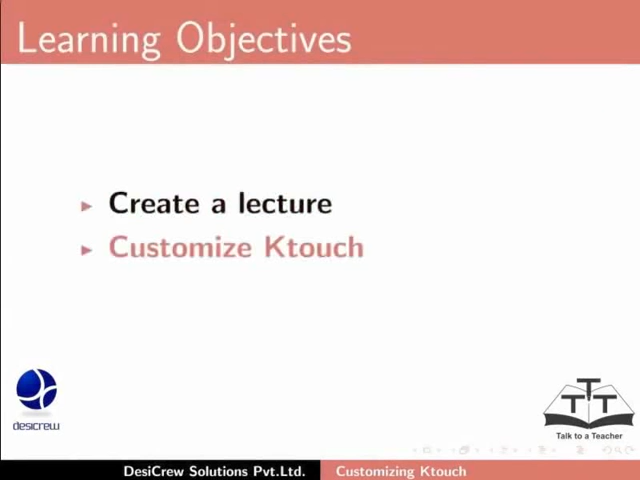 Learning Objectives
Create a lecture
Customize Ktouch
desicrew
T T T
Talk to a Teacher
DesiCrew Solutions Pvt.Ltd.
Customizing Ktouch